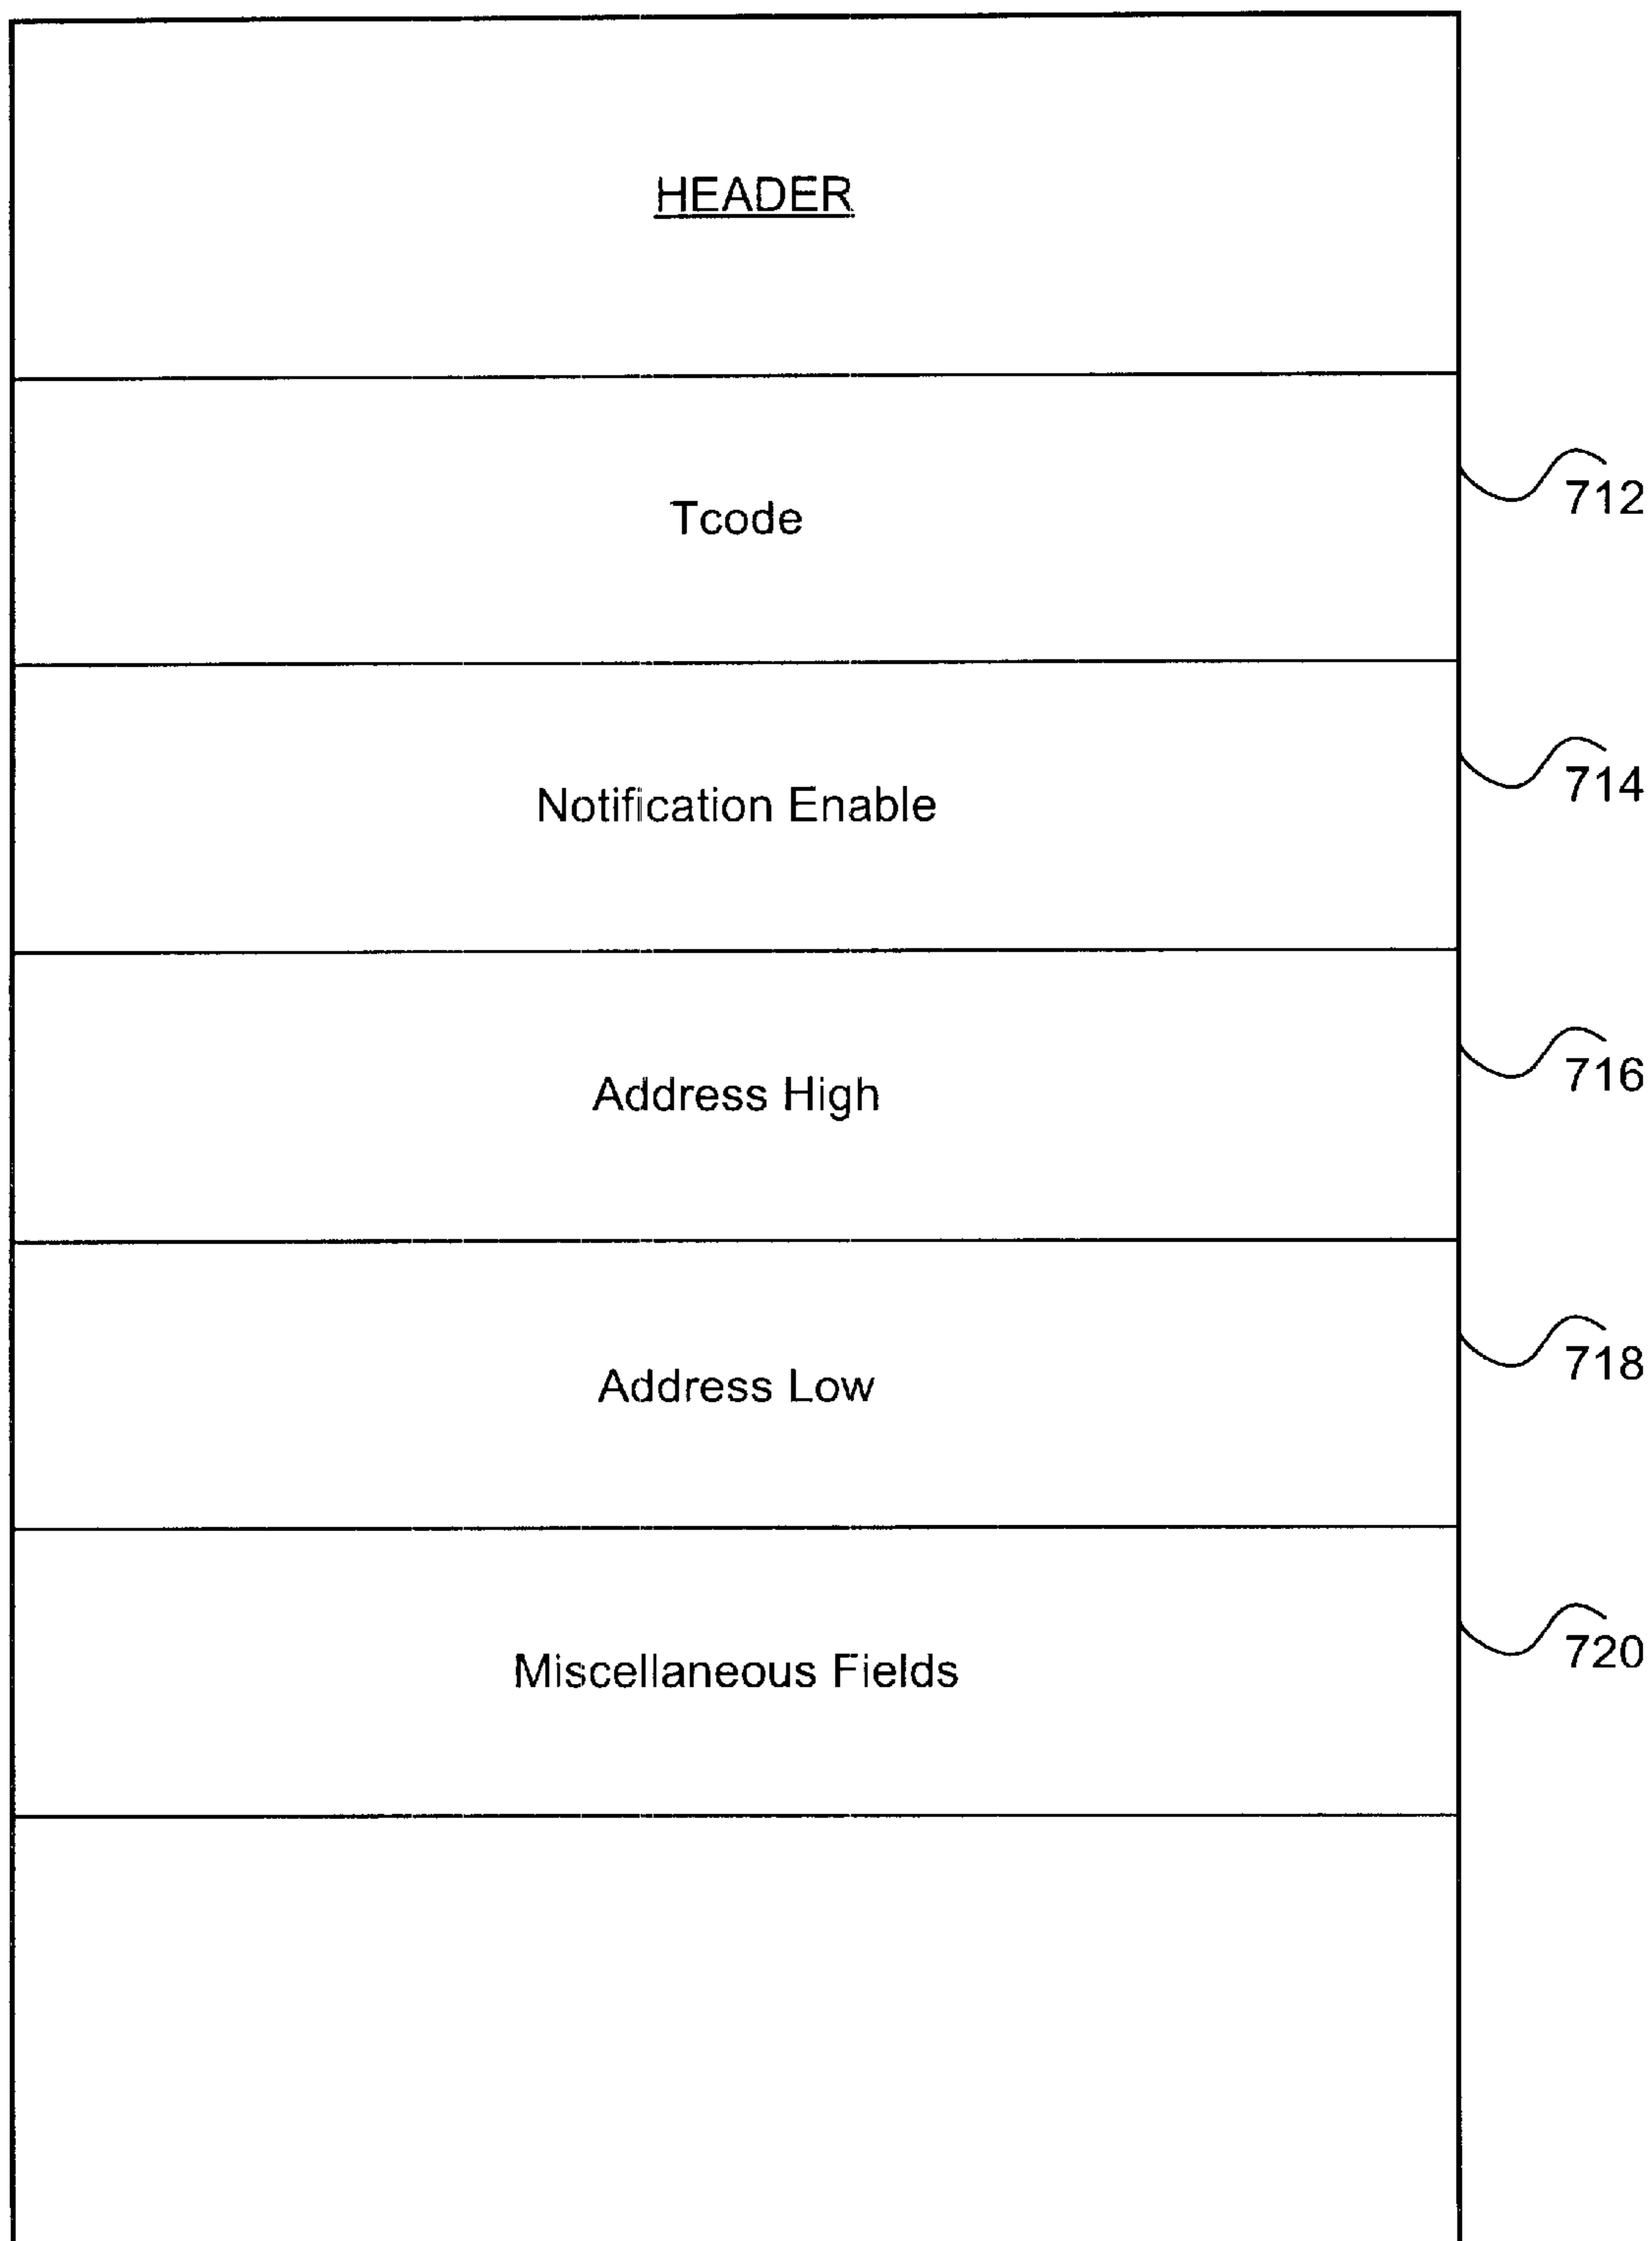 HEADER
Tcode
712
Notification Enable
714
Address High
716
Address Low
718
Miscellaneous Fields
720